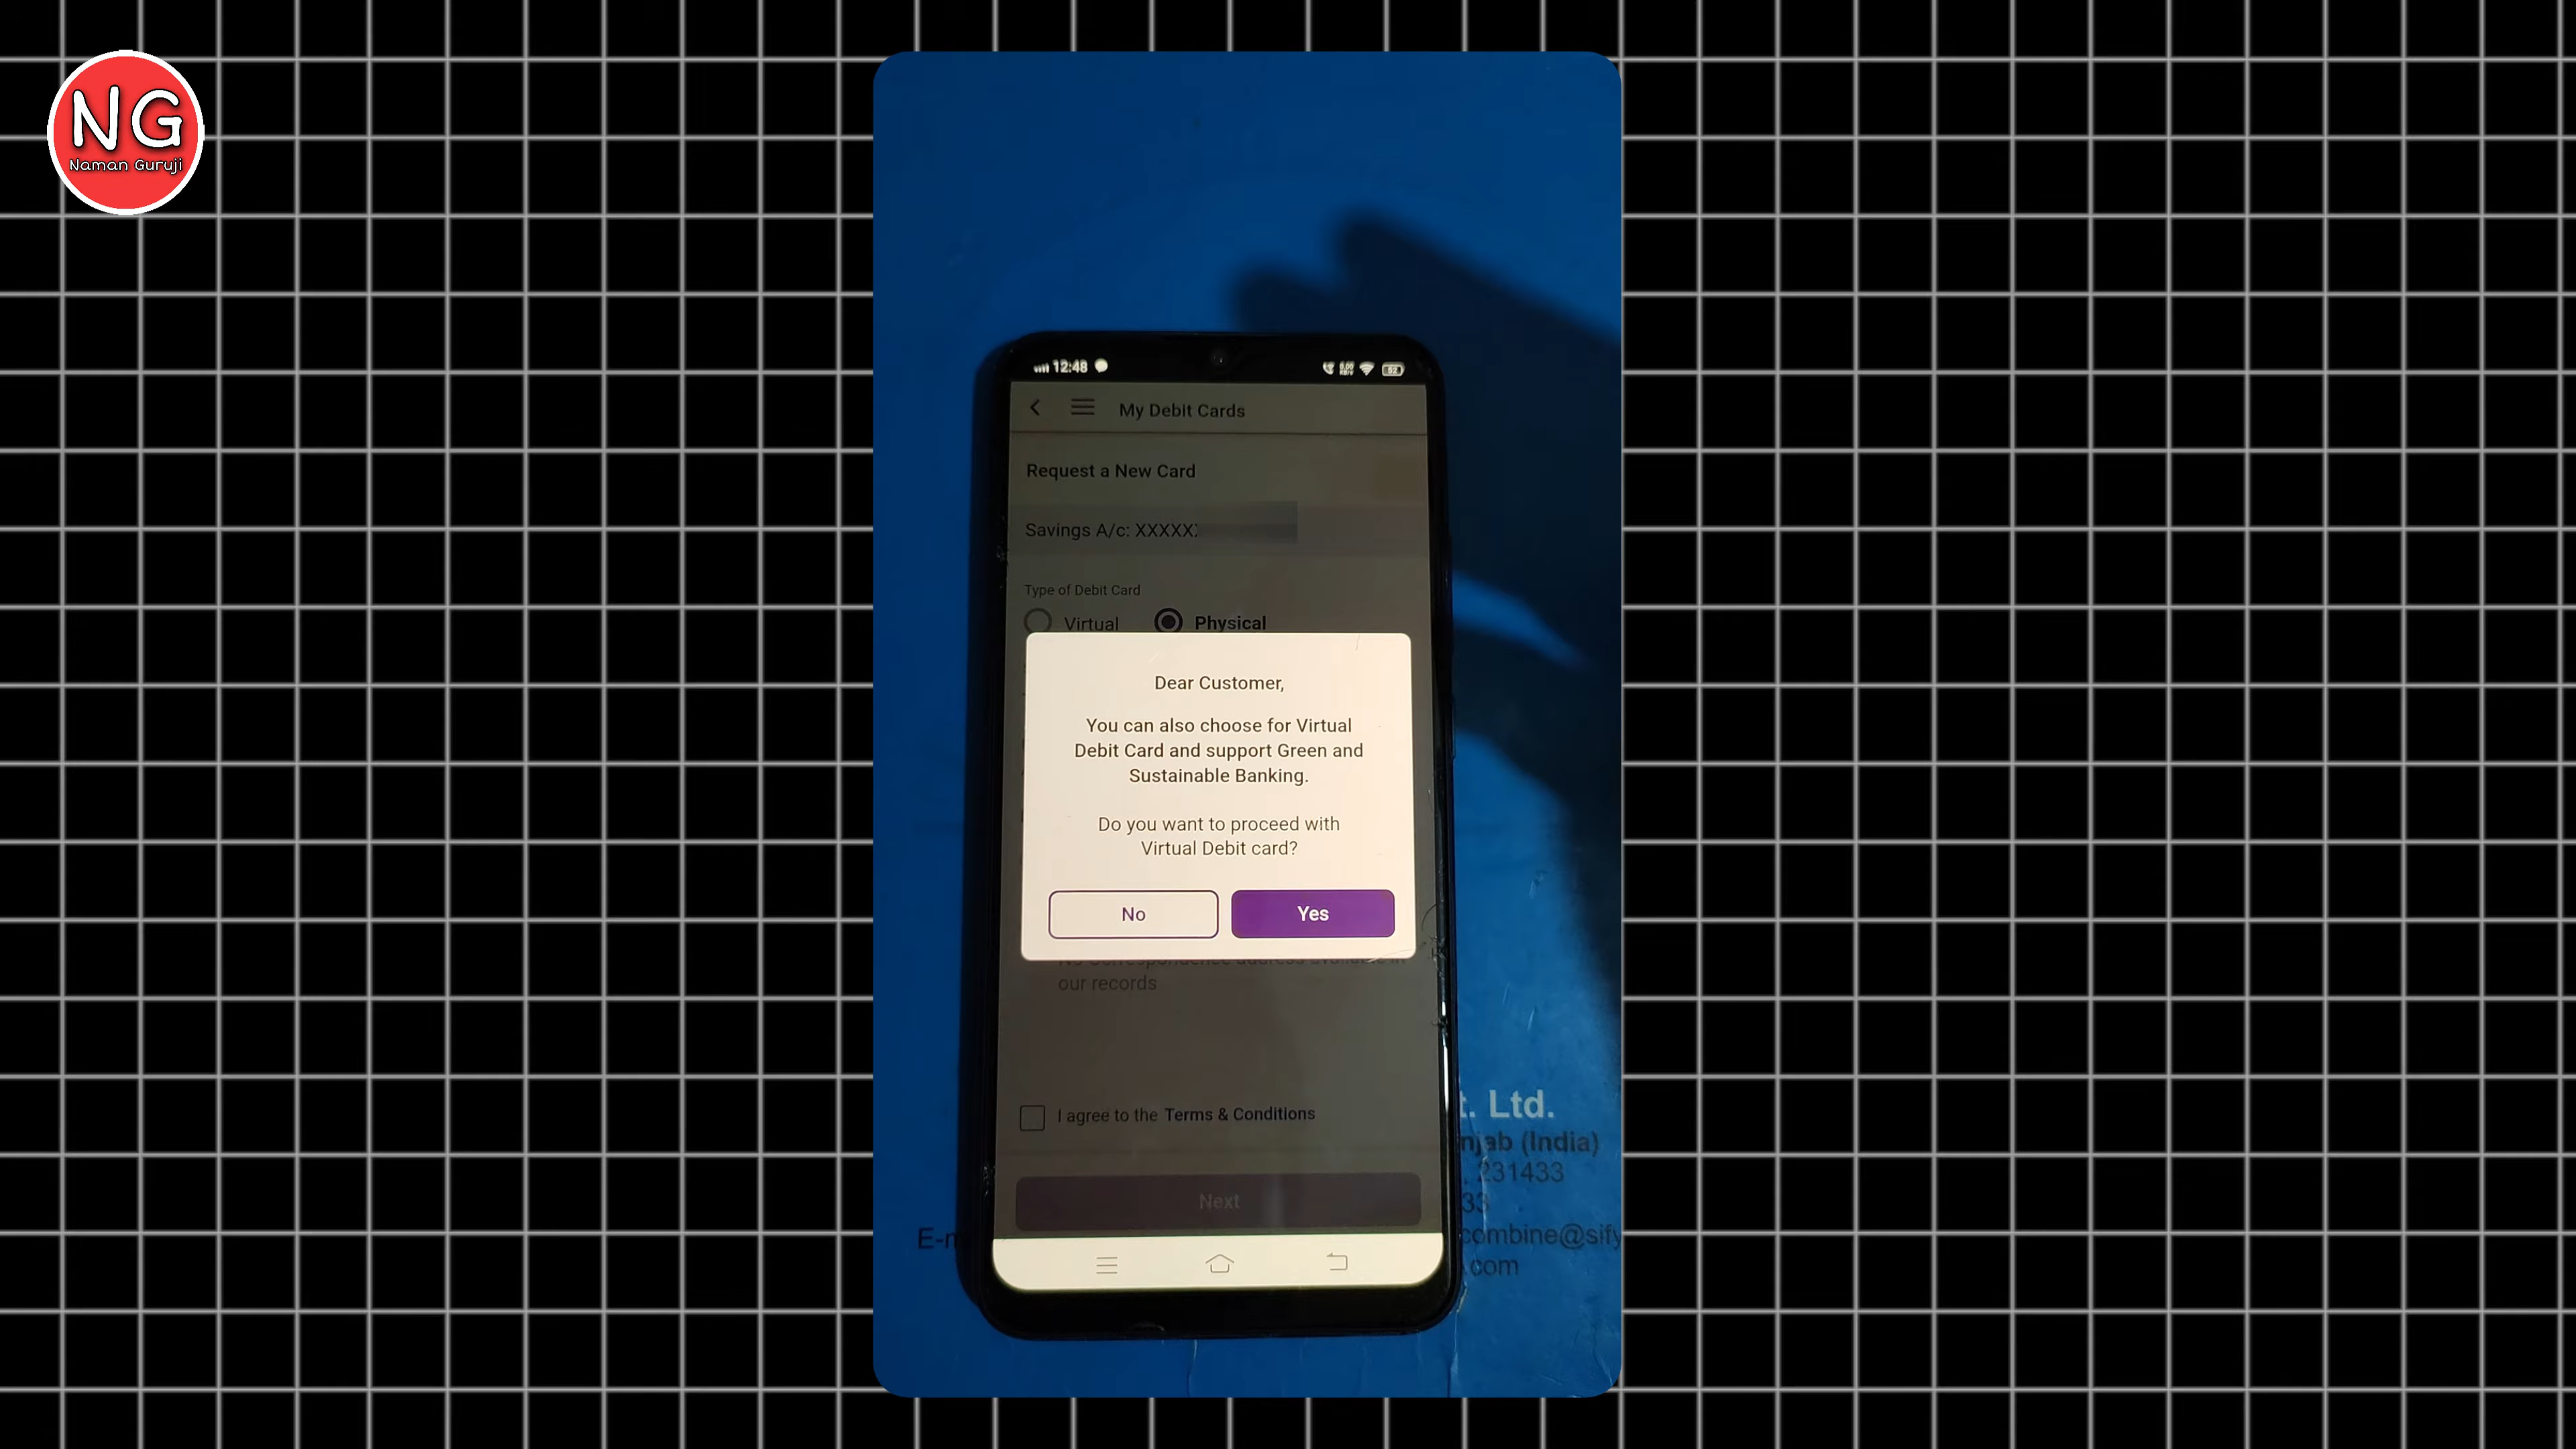 NG
Naman Guruji
12:48
My Debit Cards
Request a New Card
Savings A/c: XXXXX
Type of Debit Card
Virtual
Physical
Dear Customer,
You can also choose for Virtual
Debit Card and support Green and
Sustainable Banking.
Do you want to proceed with
Virtual Debit card?
No
Yes
our records
I agree to the Terms & Conditions
Next
t. Ltd.
njab (India)
231433
33
E-m
combine@sify
.com